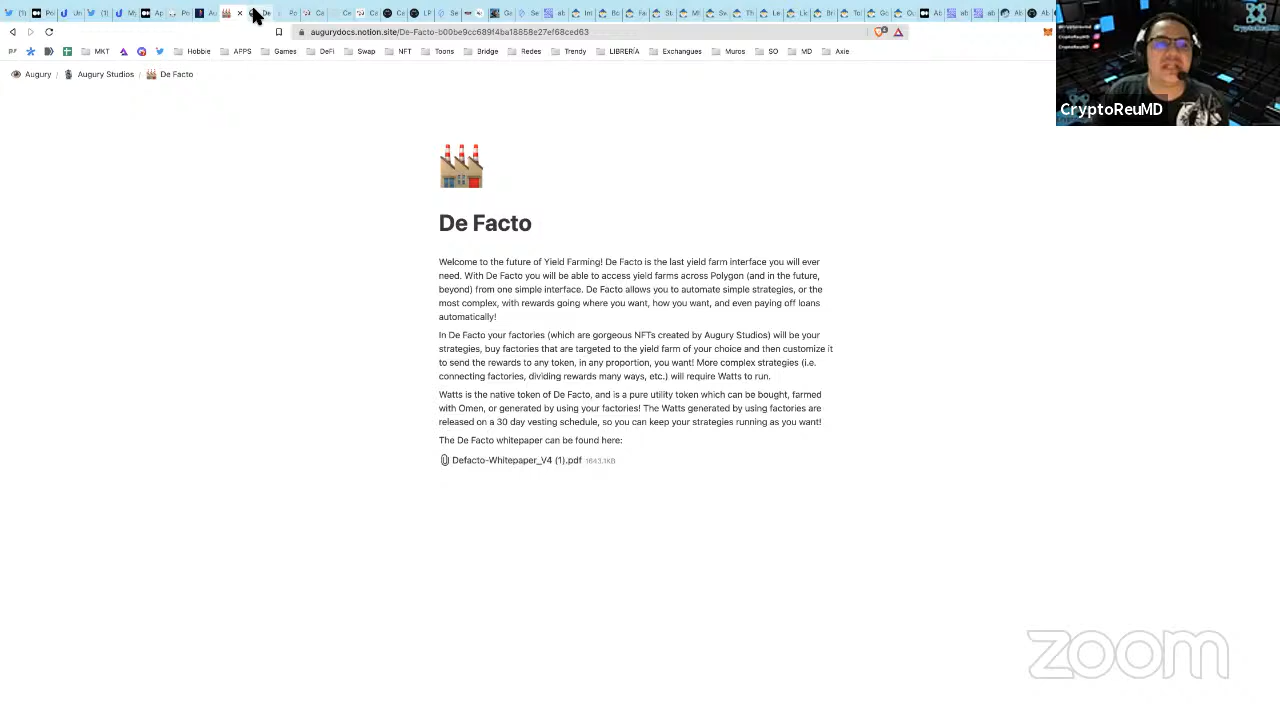 MKT
Hobbie
APPS
Games
DeFi
Swap
NFT
Toons
Bridge
Redes
Trendy
LIBRERÍA
Exchangues
Muros
SO
MD
Axie
Augury / Augury Studios / De Facto
CryptoReuMD
De Facto
Welcome to the future of Yield Farming! De Facto is the last yield farm interface you will ever
need. With De Facto you will be able to access yield farms across Polygon (and in the future,
beyond) from one simple interface. De Facto allows you to automate simple strategies, or the
most complex, with rewards going where you want, how you want, and even paying off loans
automatically!
In De Facto your factories (which are gorgeous NFTs created by Augury Studios) will be your
strategies, buy factories that are targeted to the yield farm of your choice and then customize it
to send the rewards to any token, in any proportion, you want! More complex strategies (i.e.
connecting factories, dividing rewards many ways, etc.) will require Watts to run.
Watts is the native token of De Facto, and is a pure utility token which can be bought, farmed
with Omen, or generated by using your factories! The Watts generated by using factories are
released on a 30 day vesting schedule, so you can keep your strategies running as you want!
The De Facto whitepaper can be found here:
Defacto-Whitepaper_V4 (1).pdf 1643.1KB
zoom